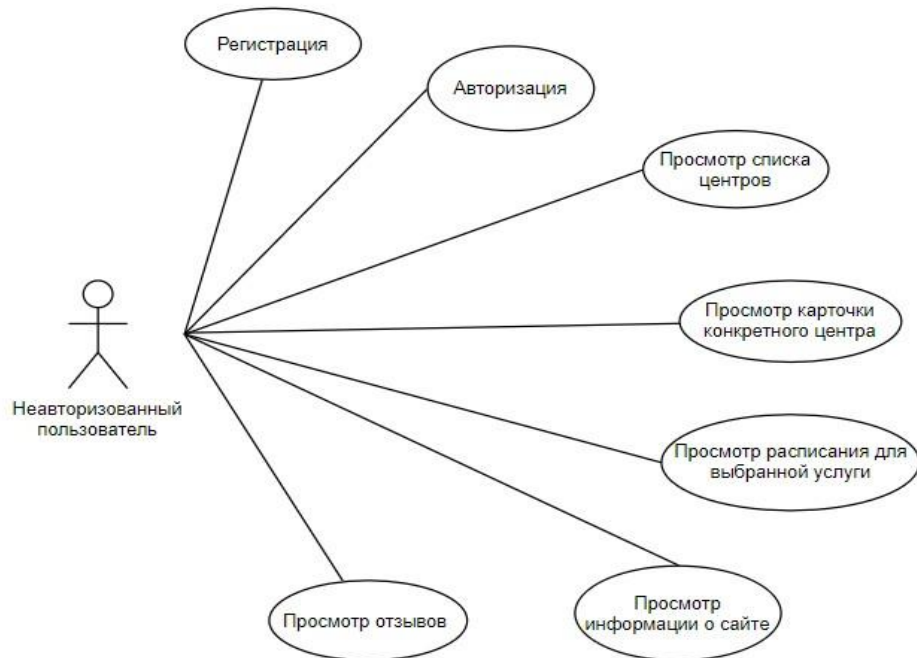 Регистрация
Авторизация
Просмотр списка
центров
Просмотр карточки
конкретного центра
Неавторизованный
пользователь
Просмотр расписания для
выбранной услуги
Просмотр
информации о сайте
Просмотр отзывов